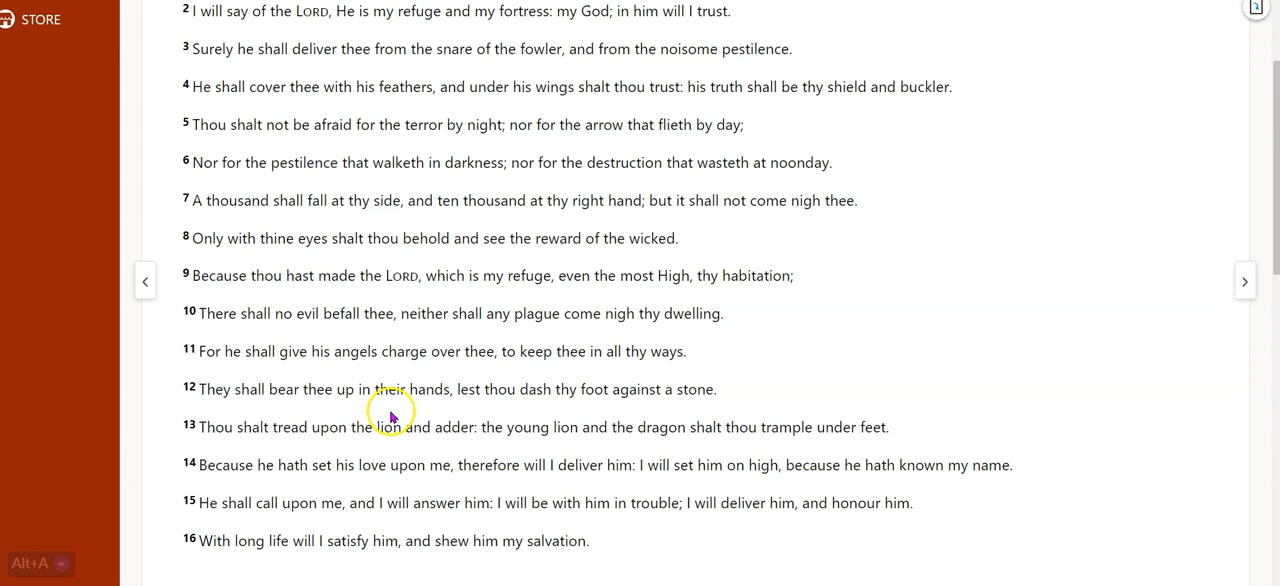 STORE
2 I will say of the LORD, He is my refuge and my fortress: my God; in him will I trust.
3 Surely he shall deliver thee from the snare of the fowler, and from the noisome pestilence.
4 He shall cover thee with his feathers, and under his wings shalt thou trust: his truth shall be thy shield and buckler.
5 Thou shalt not be afraid for the terror by night; nor for the arrow that flieth by day;
6 Nor for the pestilence that walketh in darkness; nor for the destruction that wasteth at noonday.
7 A thousand shall fall at thy side, and ten thousand at thy right hand; but it shall not come nigh thee.
8 Only with thine eyes shalt thou behold and see the reward of the wicked.
9 Because thou hast made the LORD, which is my refuge, even the most High, thy habitation;
10 There shall no evil befall thee, neither shall any plague come nigh thy dwelling.
11 For he shall give his angels charge over thee, to keep thee in all thy ways.
12 They shall bear thee up in their hands, lest thou dash thy foot against a stone.
13 Thou shalt tread upon the lion and adder: the young lion and the dragon shalt thou trample under feet.
14 Because he hath set his love upon me, therefore will I deliver him: I will set him on high, because he hath known my name.
15 He shall call upon me, and I will answer him: I will be with him in trouble; I will deliver him, and honour him.
16 With long life will I satisfy him, and shew him my salvation.
Alt+A